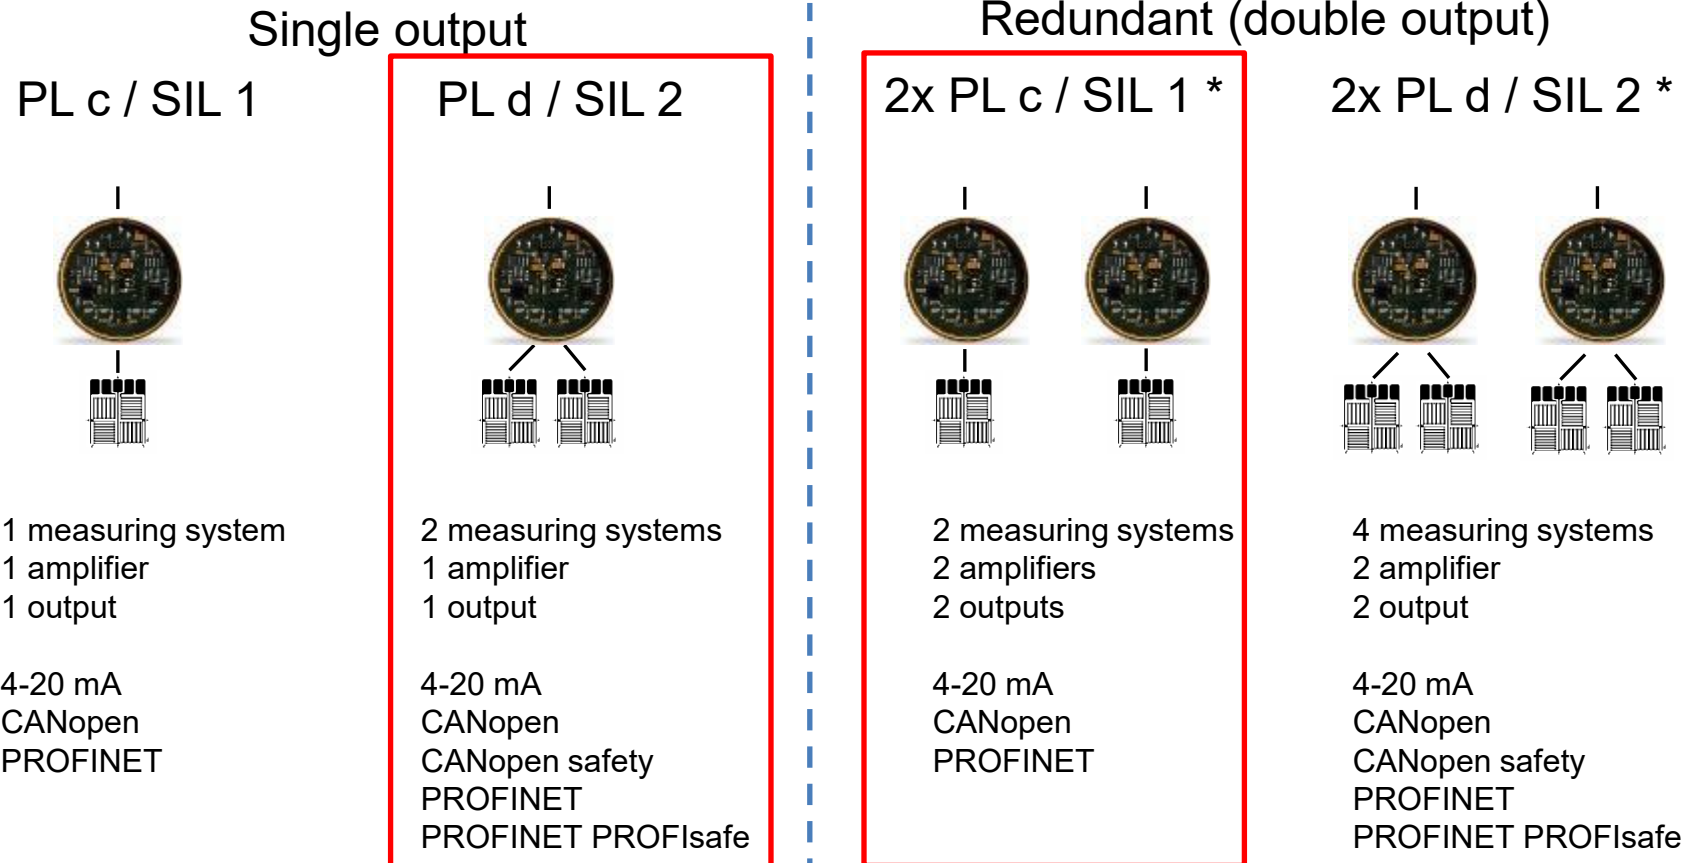 Single output
Redundant (double output)
PL c / SIL 1
PL d / SIL 2
2x PL c / SIL 1 *
2x PL d / SIL 2 *
1 measuring system
1 amplifier
1 output
4-20 mA
CANopen
PROFINET
2 measuring systems
1 amplifier
1 output
4-20 mA
CANopen
CANopen safety
PROFINET
PROFINET PROFIsafe
2 measuring systems
2 amplifiers
2 outputs
4-20 mA
CANopen
PROFINET
4 measuring systems
2 amplifier
2 output
4-20 mA
CANopen
CANopen safety
PROFINET
PROFINET PROFIsafe